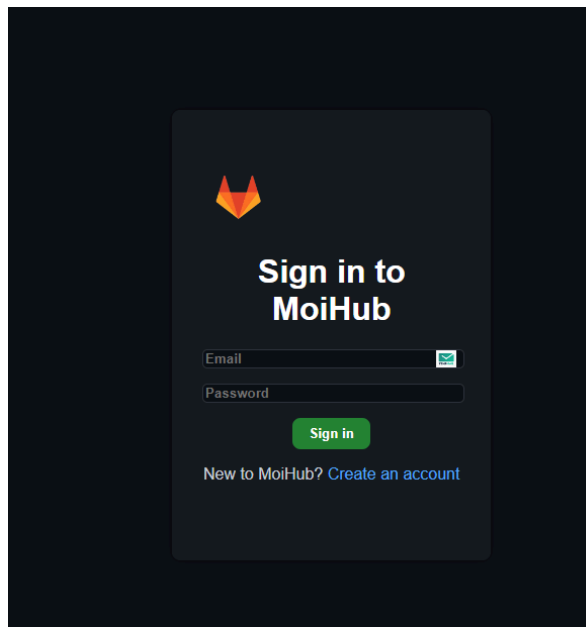 Sign in to
MoiHub
Email
Password
Sign in
New to MoiHub? Create an account